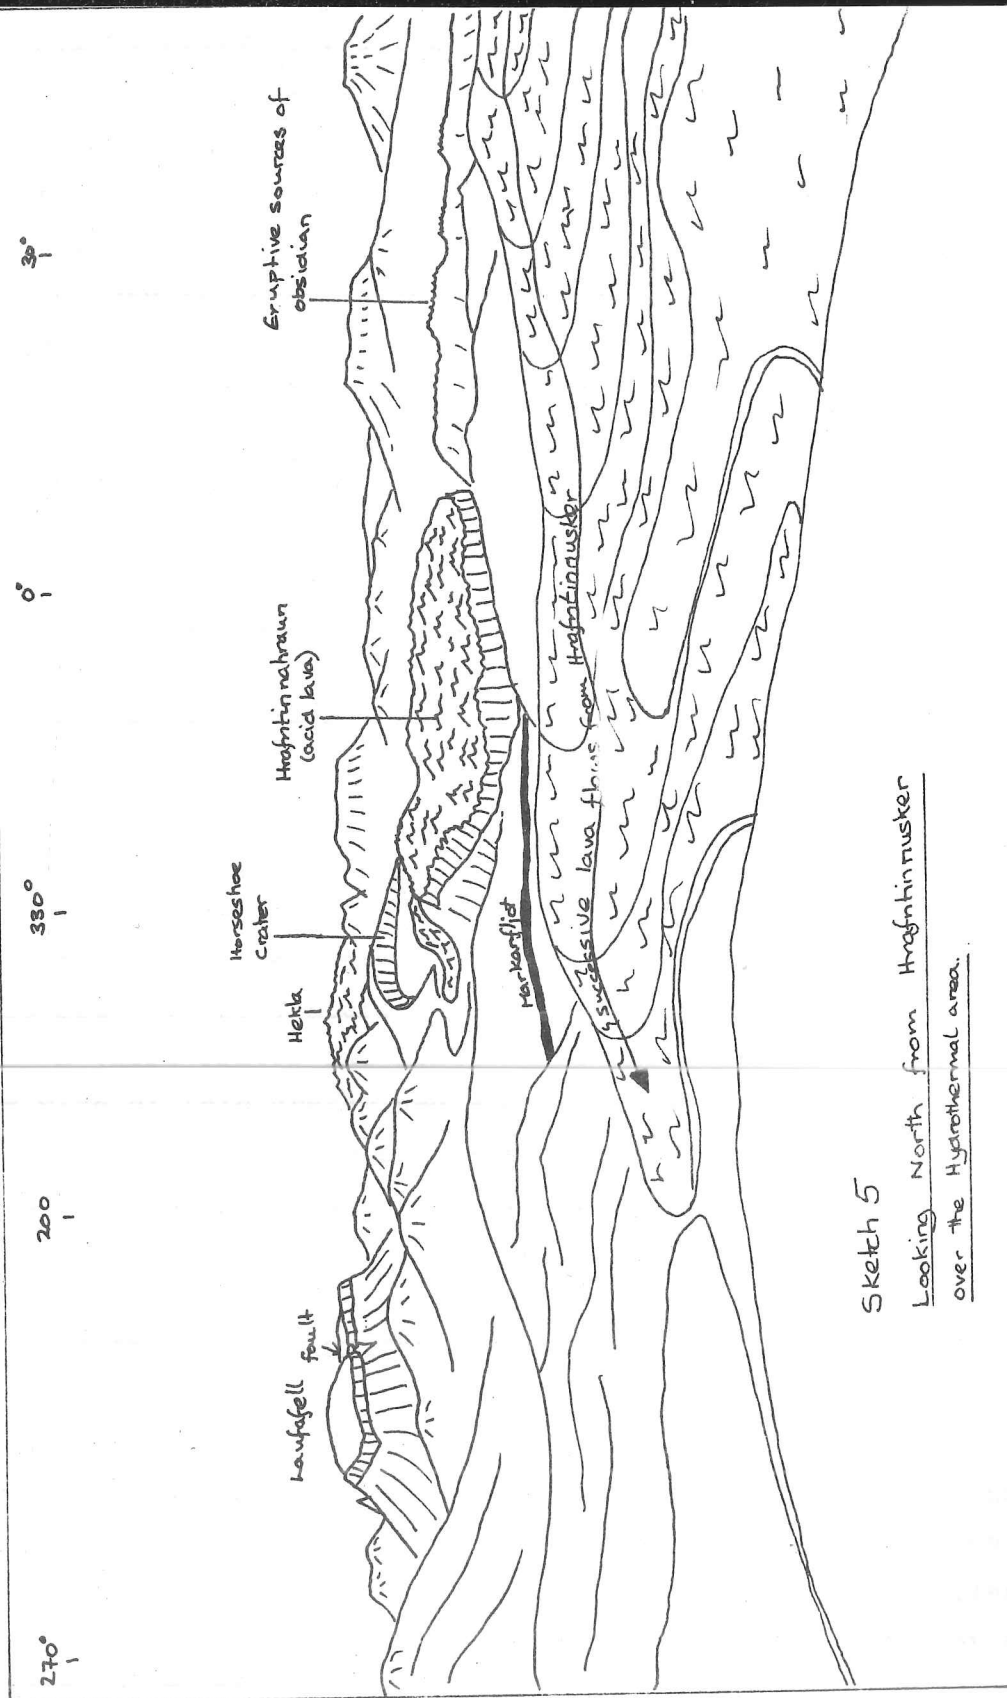 270°
200
330°
0°
30°
Laufafell
fault
Hekla
Horseshoe
Crater
Hrafntinnahraun
(acid lava)
Eruptive sources of
obsidian
Markarfljot
successive lava flows from Hrafntinnusker
Sketch 5
Looking North from Hrafntinnusker
over the Hydrothermal area.